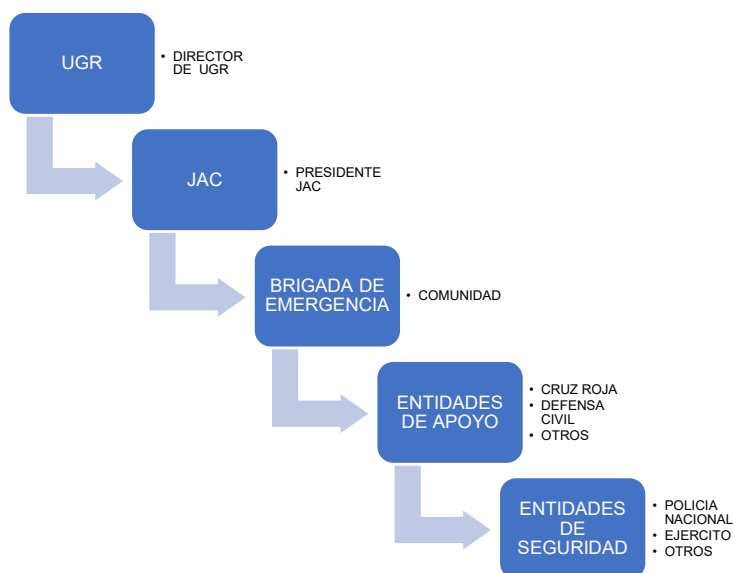 UGR
• DIRECTOR
DE UGR
JAC
• PRESIDENTE
JAC
BRIGADA DE
EMERGENCIA
• COMUNIDAD
ENTIDADES
DE APOYO
• CRUZ ROJA
• DEFENSA
CIVIL
• OTROS
ENTIDADES
DE
SEGURIDAD
• POLICIA
NACIONAL
• EJERCITO
• OTROS